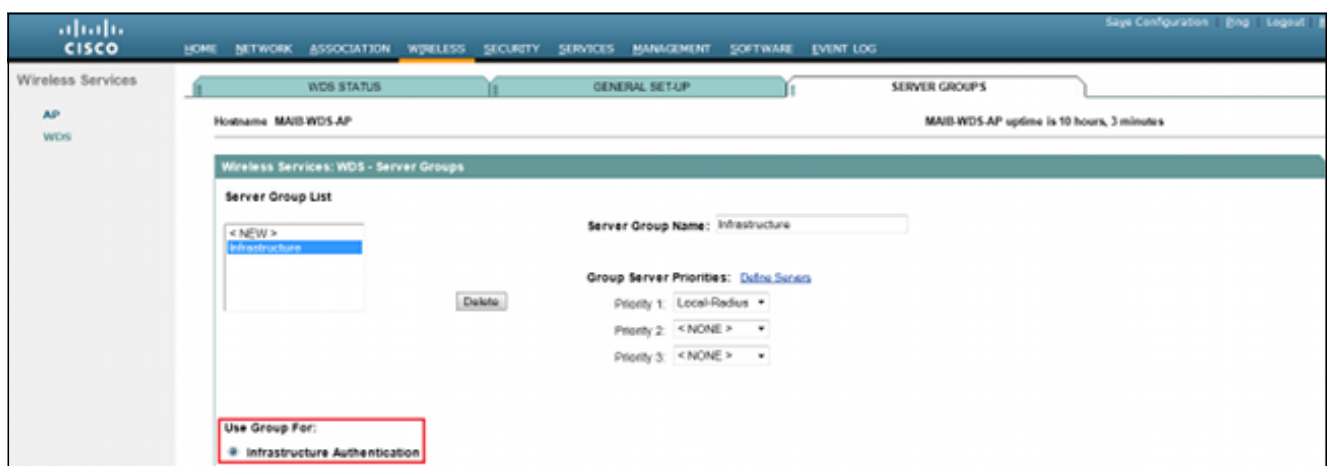 Save Configuration Ping Logout
CISCO
HOME NETWORK ASSOCIATION WIRELESS SECURITY SERVICES MANAGEMENT SOFTWARE EVENT LOG
Wireless Services
AP
WDS
WDS STATUS GENERAL SET-UP SERVER GROUPS
Hostname MAIB-WDS-AP MAIB-WDS-AP uptime is 10 hours, 3 minutes
Wireless Services: WDS - Server Groups
Server Group List
< NEW >
Infrastructure
Delete
Server Group Name: Infrastructure
Group Server Priorities: Define Servers
Priority 1: Local-Radius
Priority 2: < NONE >
Priority 3: < NONE >
Use Group For:
Infrastructure Authentication